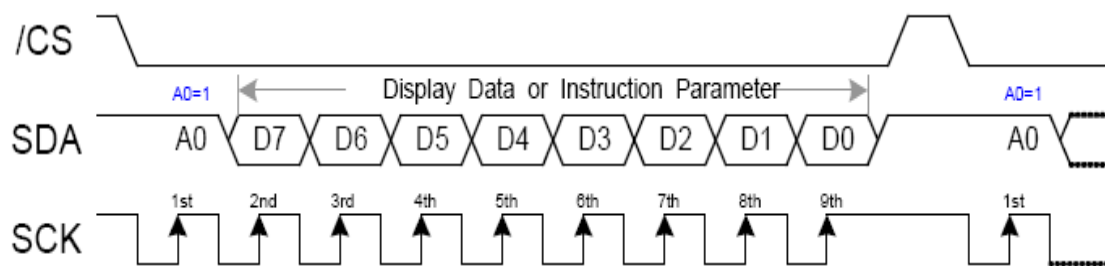 /CS
A0=1 Display Data or Instruction Parameter A0=1
SDA A0 D7 D6 D5 D4 D3 D2 D1 D0 A0
1st 2nd 3rd 4th 5th 6th 7th 8th 9th 1st
SCK